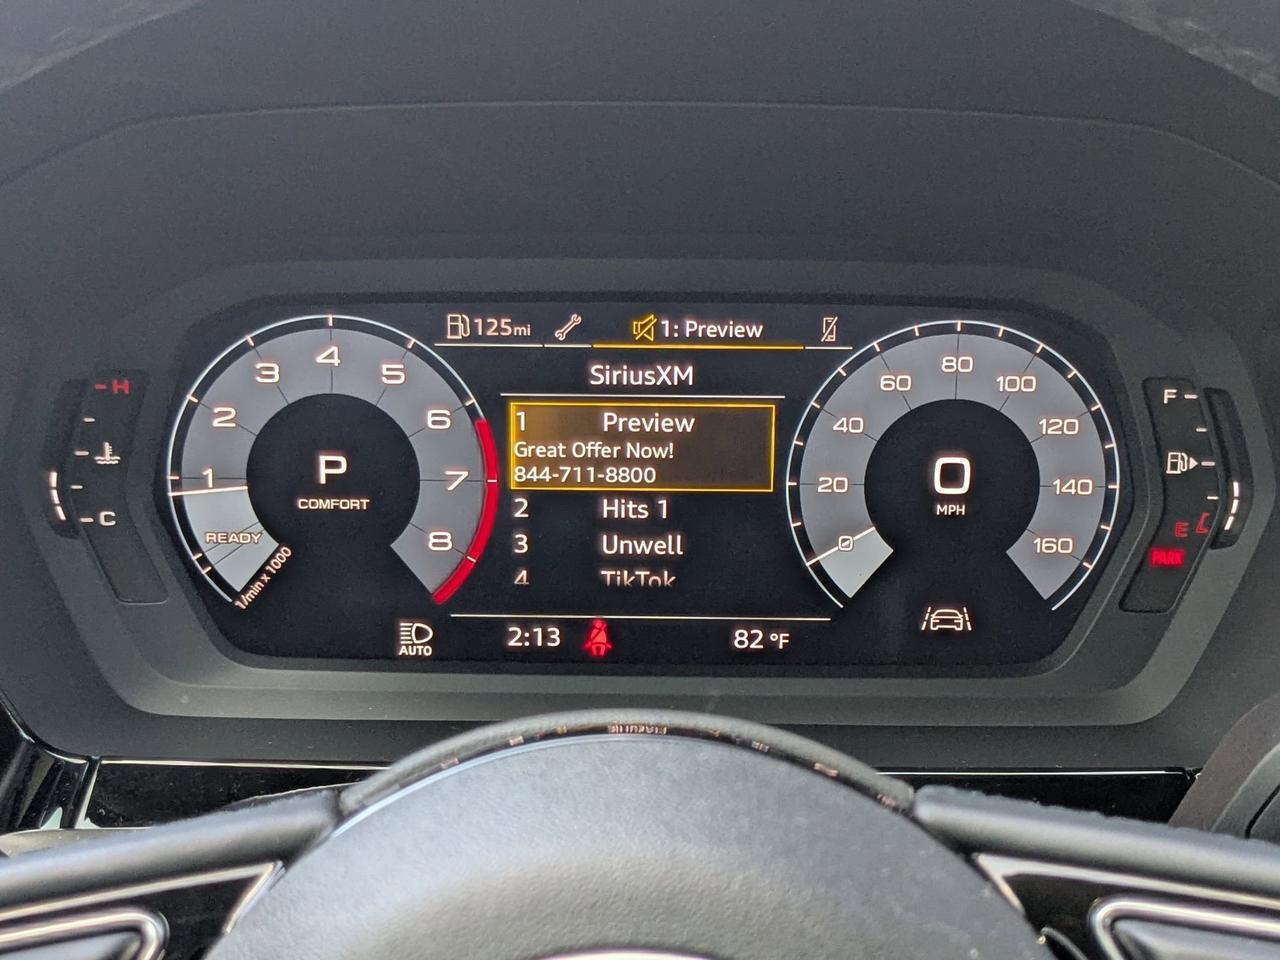 125mi
1: Preview
SiriusXM
1 Preview
Great Offer Now!
844-711-8800
2 Hits 1
3 Unwell
4 TikTok
2:13
82 °F
AUTO
H
C
1
2
3
4
5
6
7
8
READY
1/min x 1000
P
COMFORT
0
20
40
60
80
100
120
140
160
0
MPH
F
E
PARK